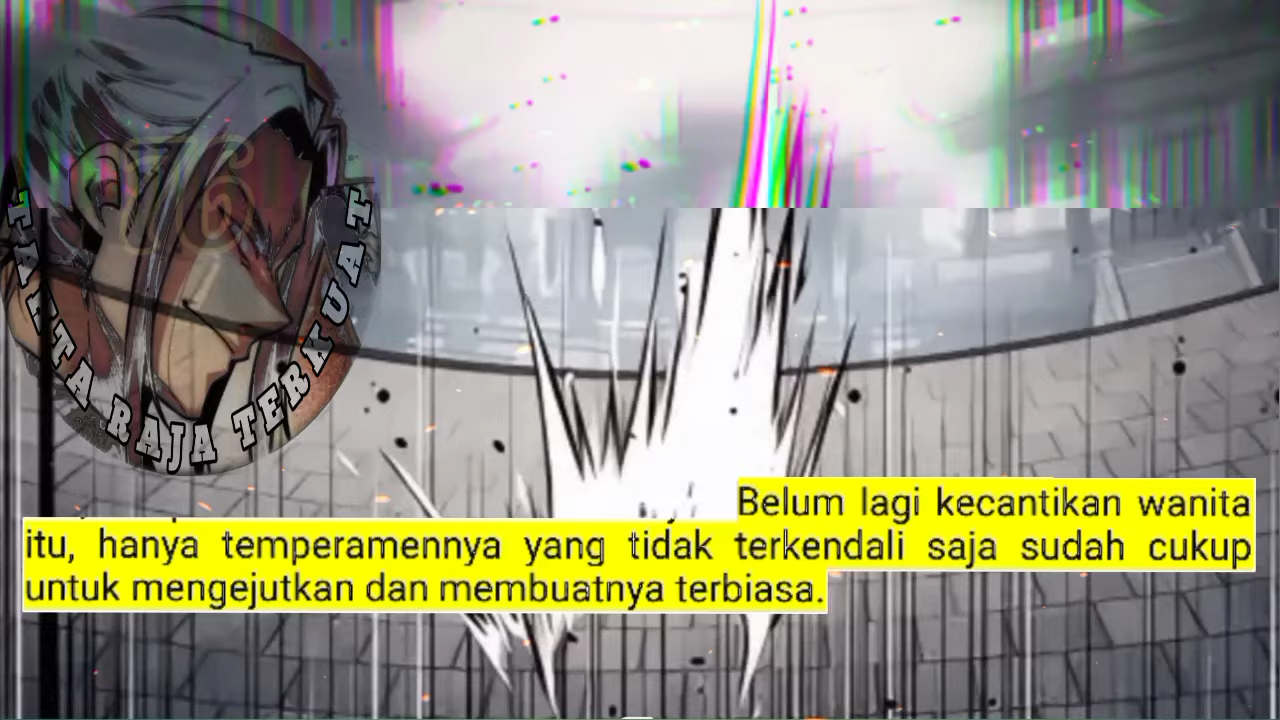 76
TAHTA RAJA TERKUAT
Belum lagi kecantikan wanita
itu, hanya temperamennya yang tidak terkendali saja sudah cukup
untuk mengejutkan dan membuatnya terbiasa.